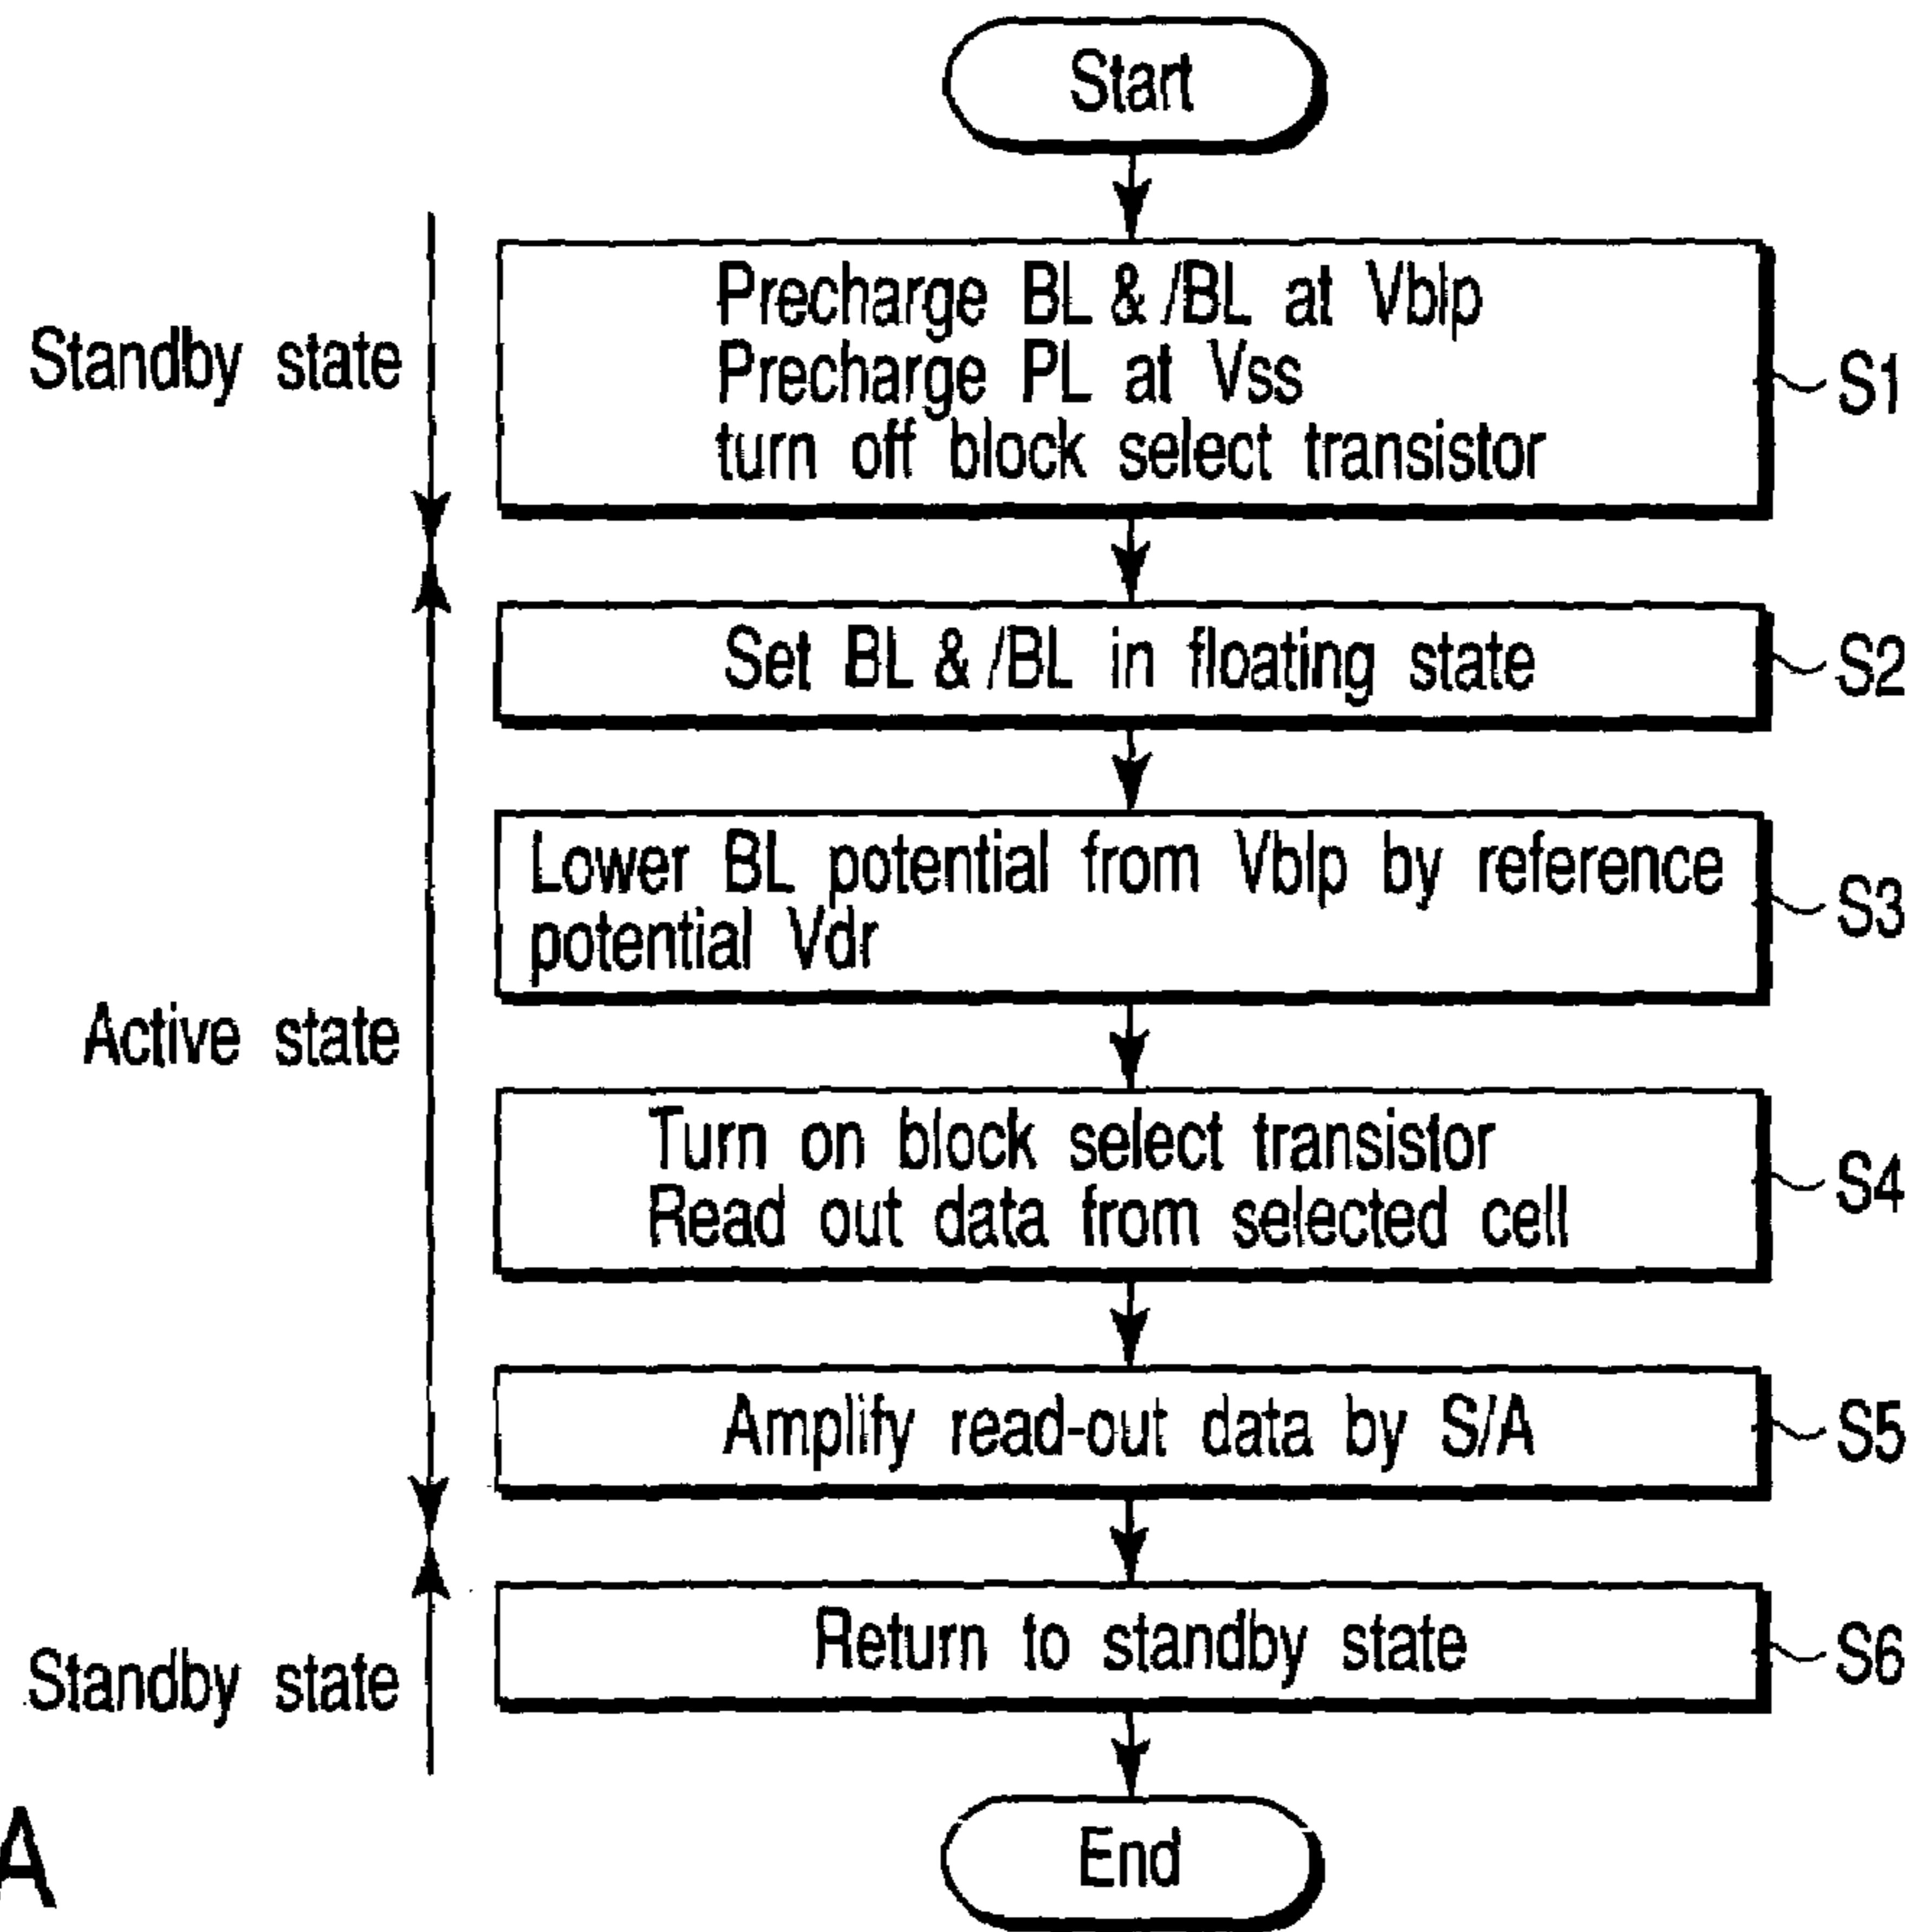 Start
Standby state
Precharge BL & /BL at Vblp
Precharge PL at Vss
turn off block select transistor
S1
Set BL & /BL in floating state
S2
Lower BL potential from Vblp by reference
potential Vdr
S3
Active state
Turn on block select transistor
Read out data from selected cell
S4
Amplify read-out data by S/A
S5
Return to standby state
S6
Standby state
End
A